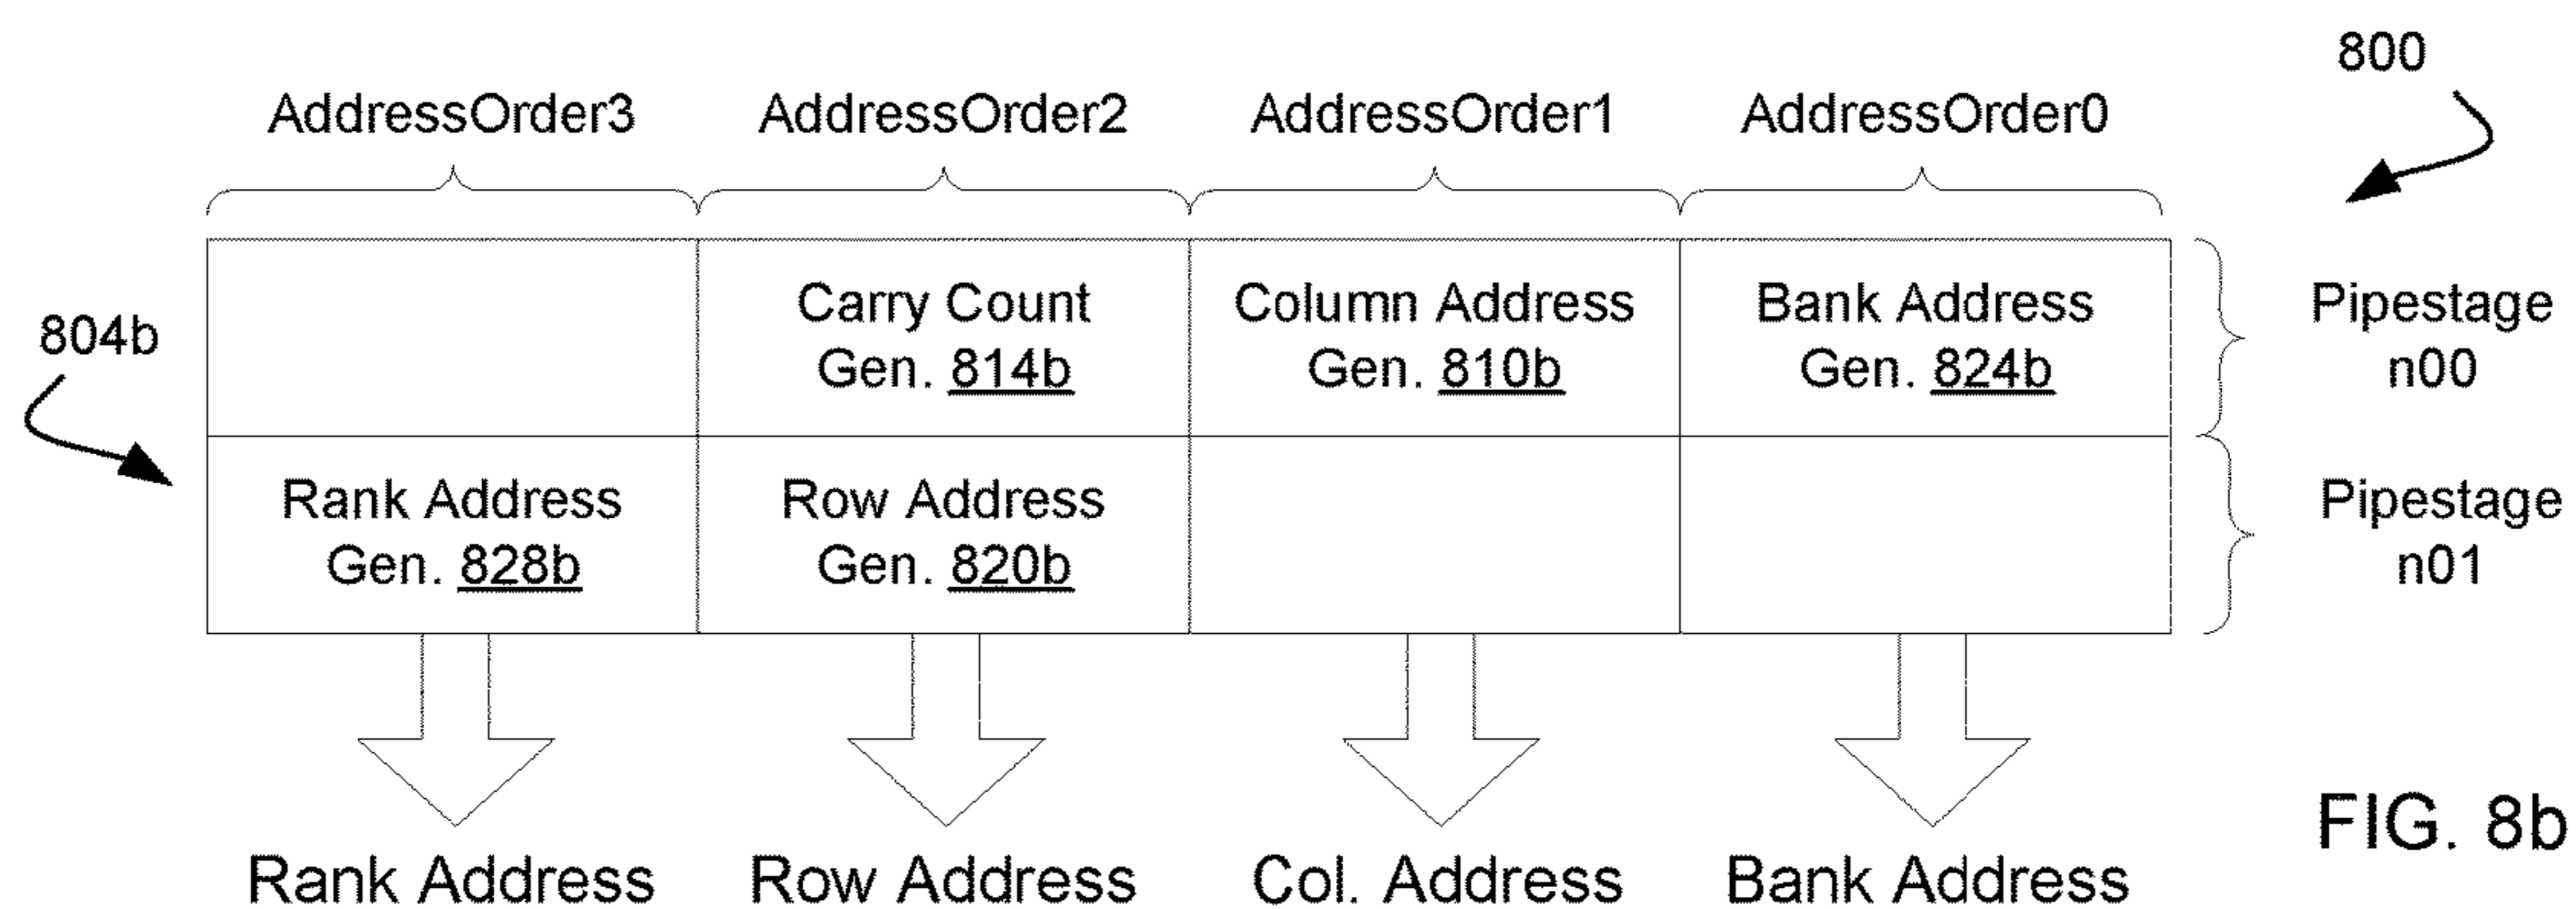 800
AddressOrder3 AddressOrder2 AddressOrder1 AddressOrder0
804b
Carry Count
Gen. 814b
Column Address
Gen. 810b
Bank Address
Gen. 824b
Pipestage
n00
Rank Address
Gen. 828b
Row Address
Gen. 820b
Pipestage
n01
Rank Address Row Address Col. Address Bank Address
FIG. 8b